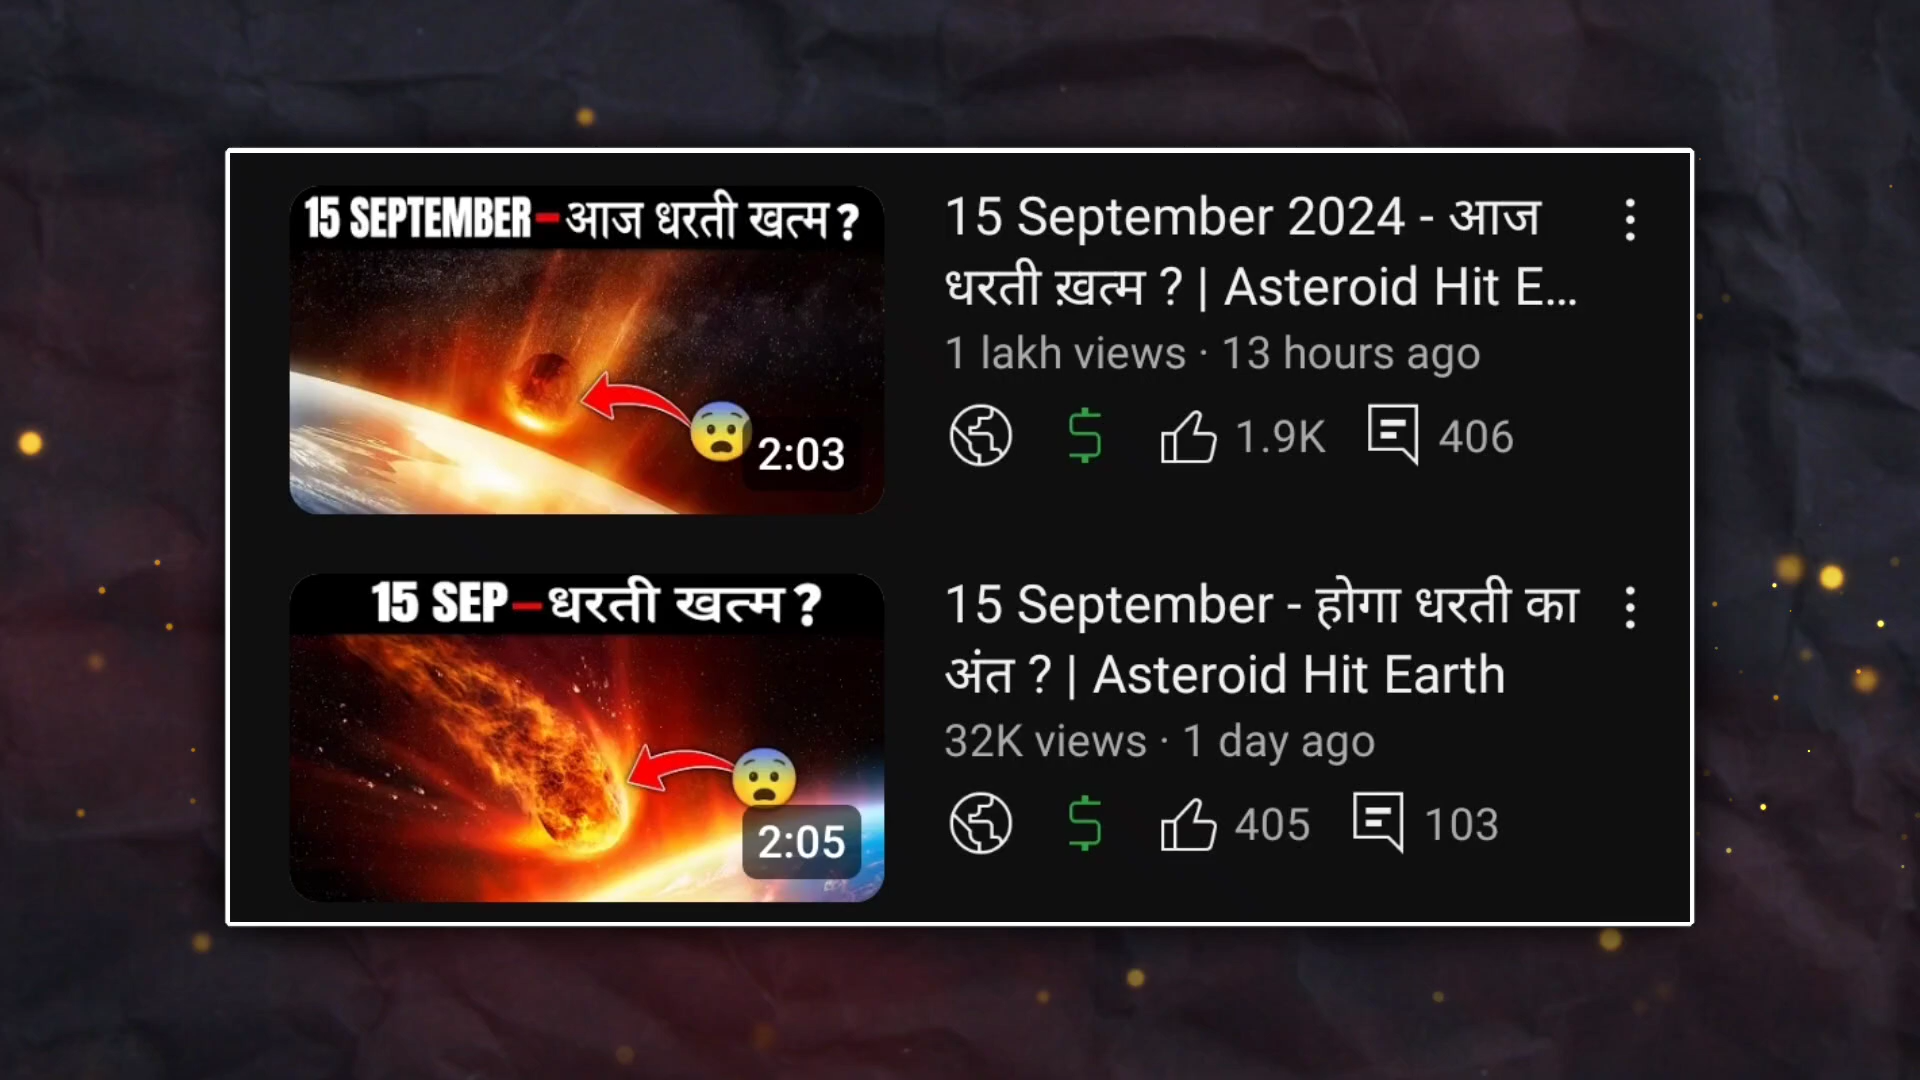 15 SEPTEMBER-आज धरती खत्म?
2:03
15 September 2024 - आज
धरती ख़त्म ? | Asteroid Hit E...
1 lakh views · 13 hours ago
1.9K 406
15 SEP-धरती खत्म?
2:05
15 September - होगा धरती का
अंत ? | Asteroid Hit Earth
32K views · 1 day ago
405 103